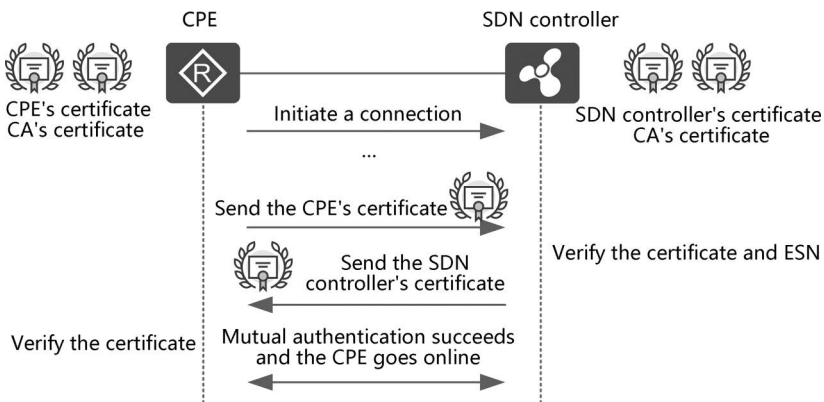 CPE
SDN controller
R
CPE's certificate
CA's certificate
SDN controller's certificate
CA's certificate
Initiate a connection
...
Send the CPE's certificate
Verify the certificate and ESN
Send the SDN
controller's certificate
Verify the certificate
Mutual authentication succeeds
and the CPE goes online